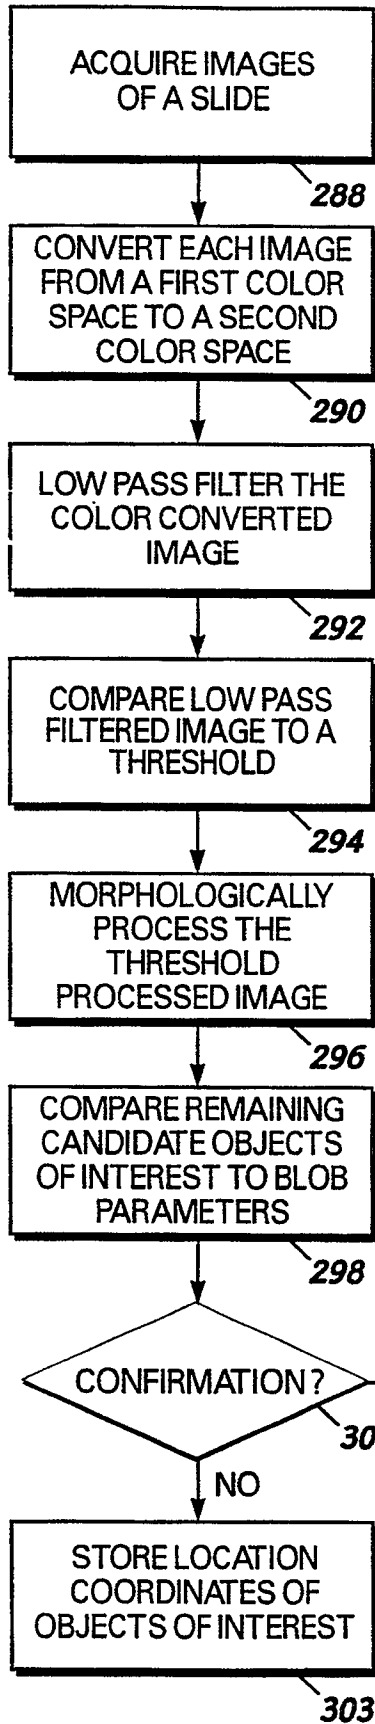 ACQUIRE IMAGES
OF A SLIDE
288
CONVERT EACH IMAGE
FROM A FIRST COLOR
SPACE TO A SECOND
COLOR SPACE
290
LOW PASS FILTER THE
COLOR CONVERTED
IMAGE
292
COMPARE LOW PASS
FILTERED IMAGE TO A
THRESHOLD
294
MORPHOLOGICALLY
PROCESS THE
THRESHOLD
PROCESSED IMAGE
296
COMPARE REMAINING
CANDIDATE OBJECTS
OF INTEREST TO BLOB
PARAMETERS
298
CONFIRMATION?
NO
STORE LOCATION
COORDINATES OF
OBJECTS OF INTEREST
303